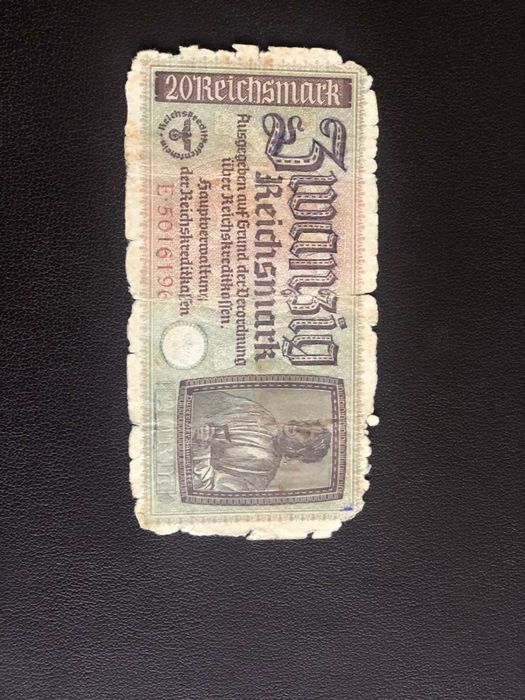 20 Reichsmark
Zwanzig
Reichsmark
Ausgegeben auf Grund der Verordnung
über Reichskreditkassen.
Hauptverwaltung
der Reichskreditkassen
E·5016196